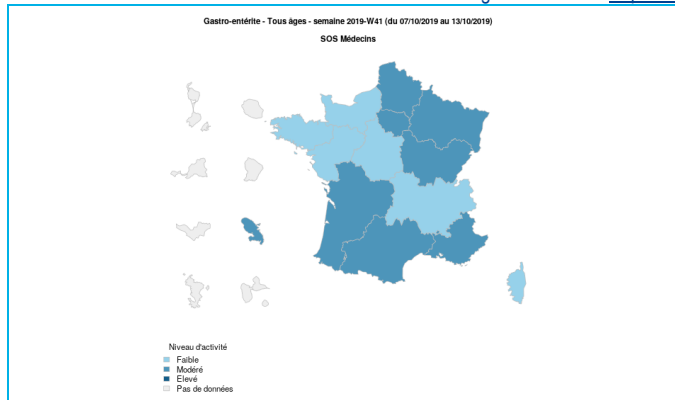 Gastro-entérite - Tous âges - semaine 2019-W41 (du 07/10/2019 au 13/10/2019)
SOS Médecins
Niveau d'activité
Faible
Modéré
Elevé
Pas de données